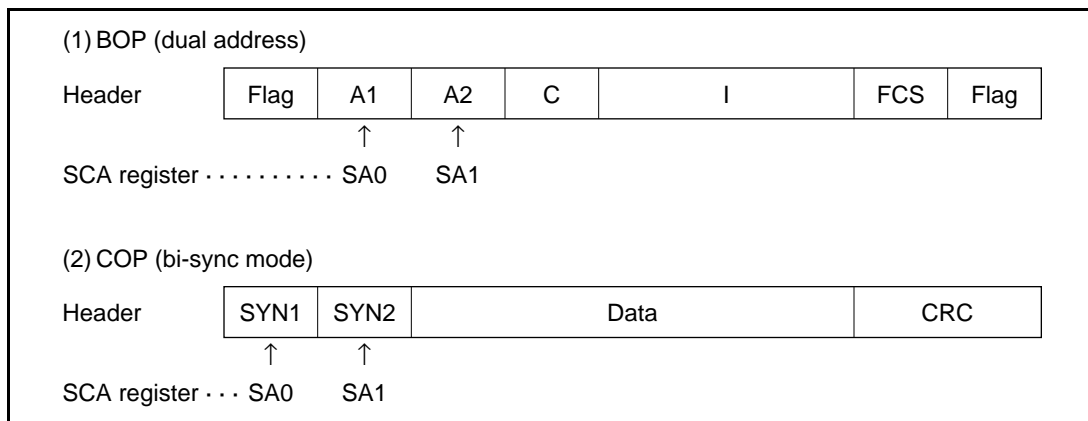 (1) BOP (dual address)
Header Flag A1 A2 C I FCS Flag
↑ ↑
SCA register · · · · · · · · · · SA0 SA1
(2) COP (bi-sync mode)
Header SYN1 SYN2 Data CRC
↑ ↑
SCA register · · · SA0 SA1